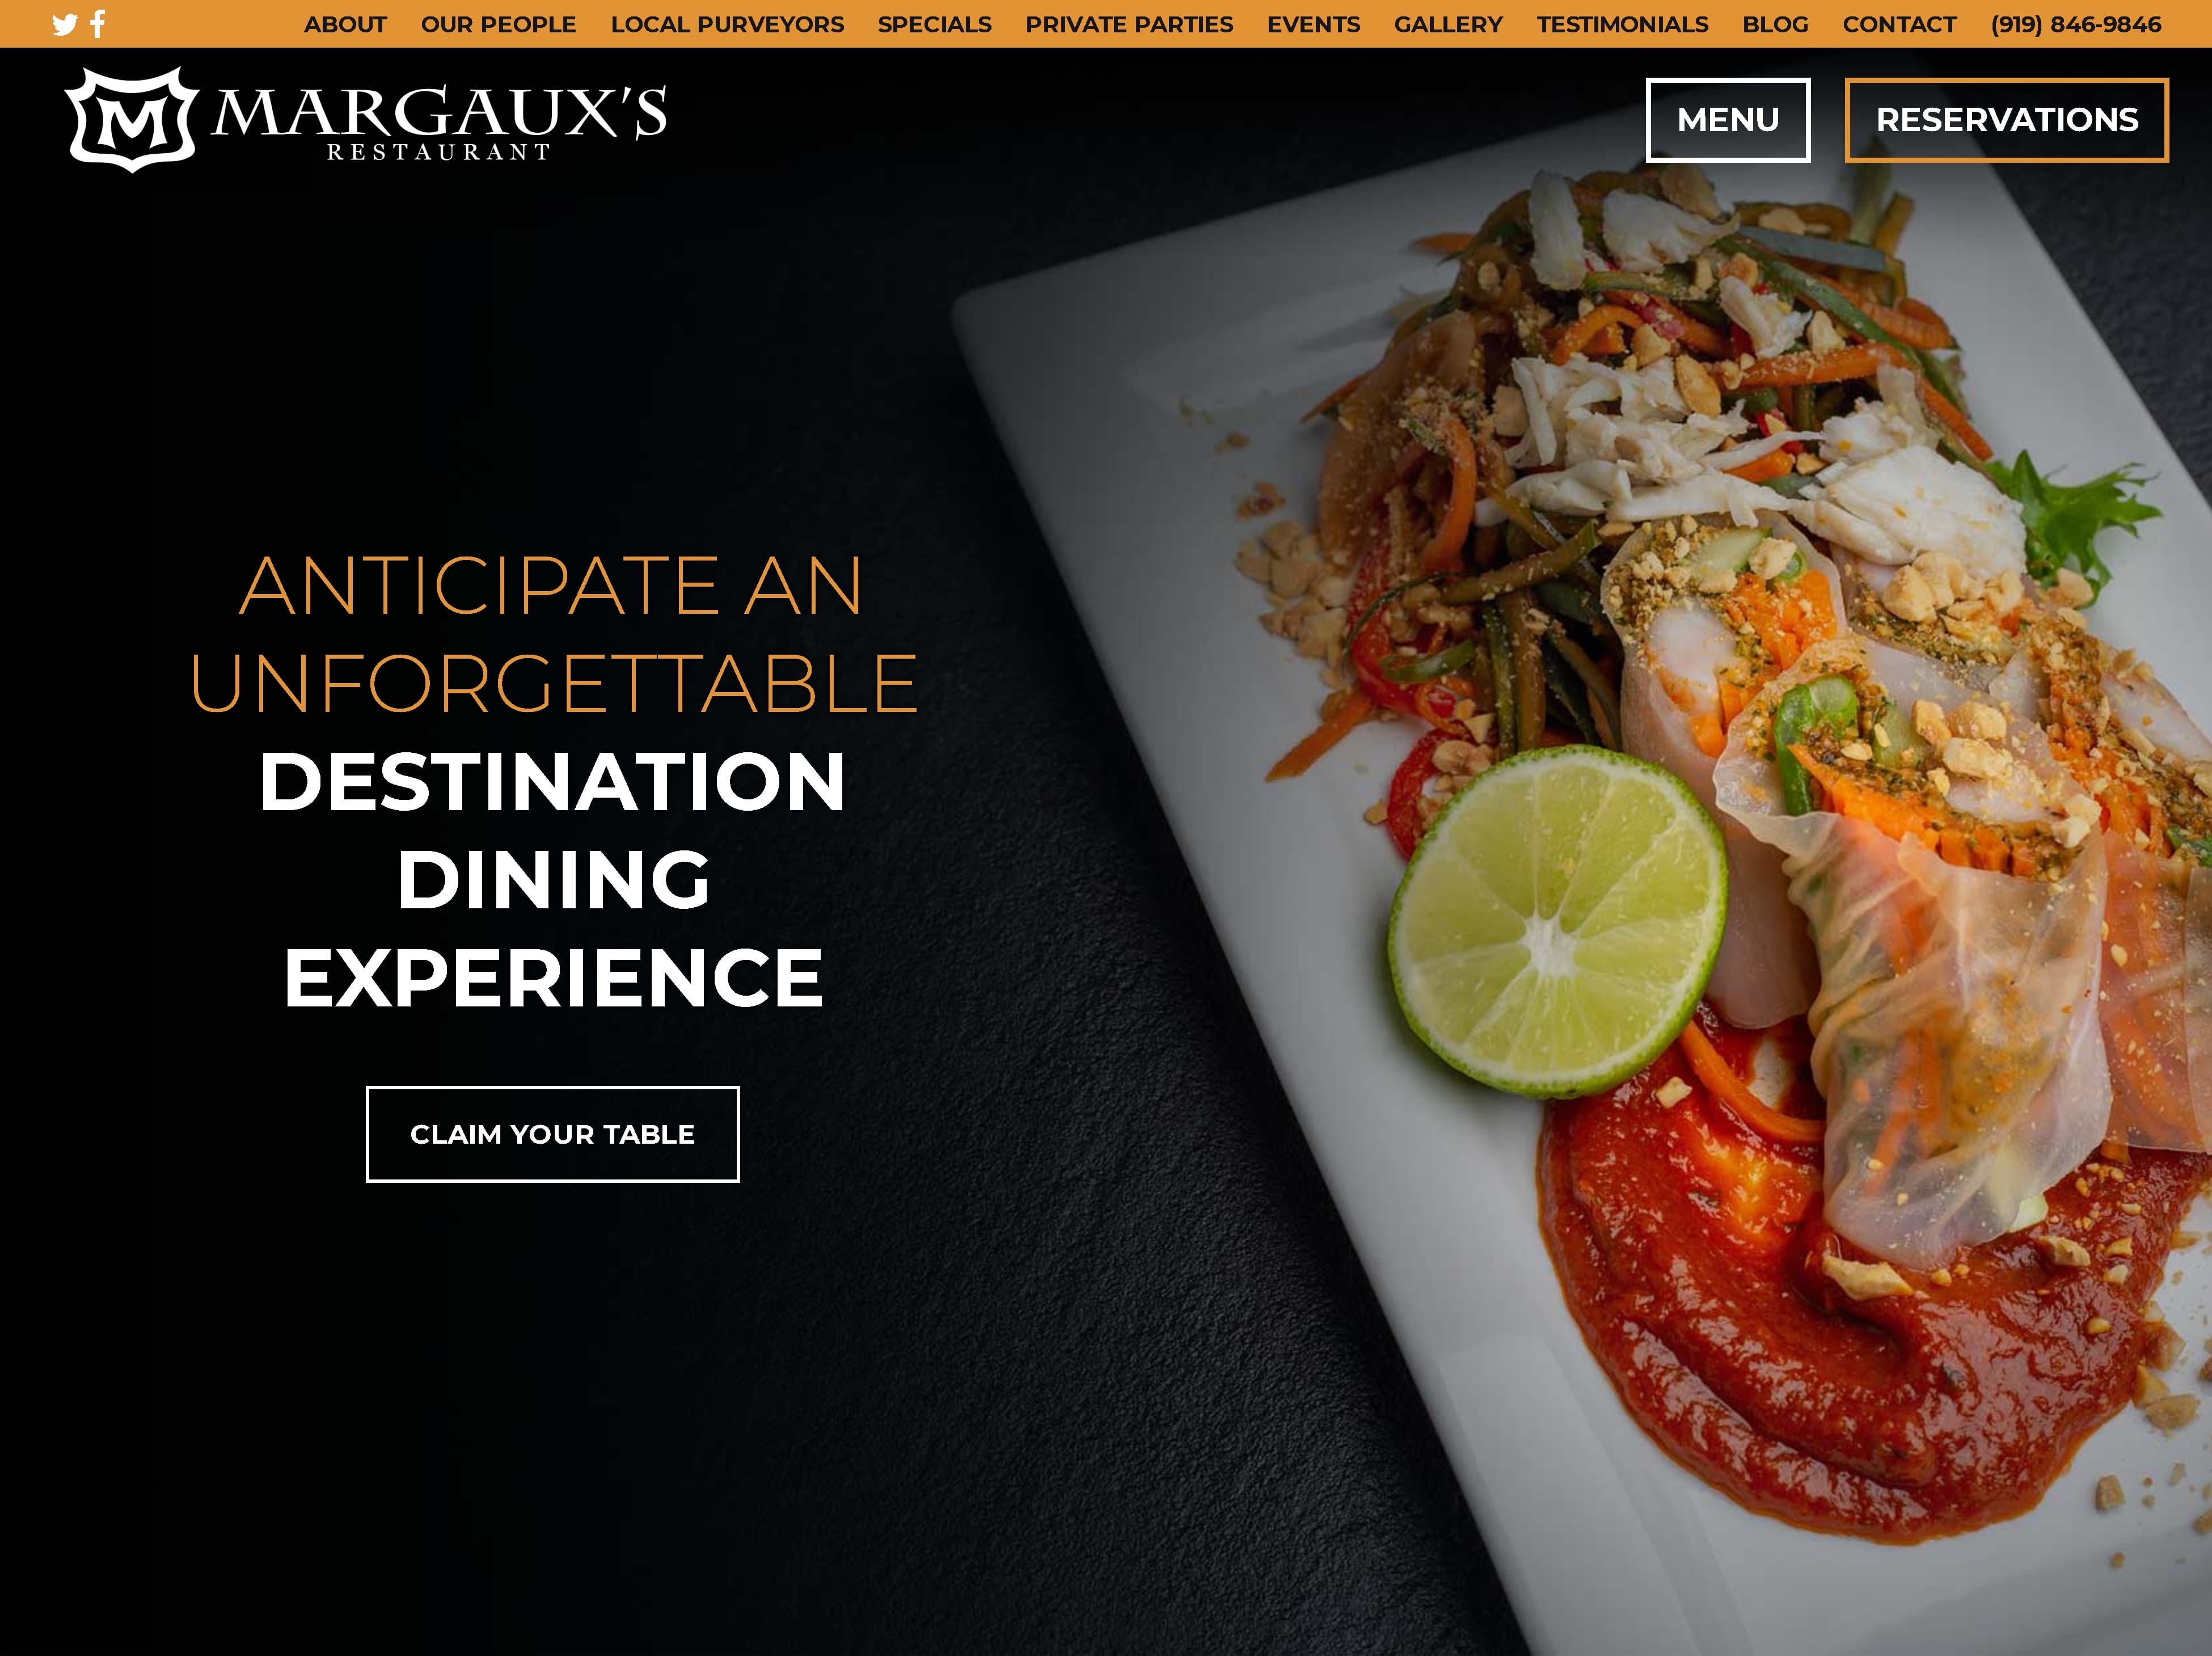 ABOUT OUR PEOPLE LOCAL PURVEYORS SPECIALS PRIVATE PARTIES EVENTS GALLERY TESTIMONIALS BLOG CONTACT (919) 846-9846
M MARGAUX'S
RESTAURANT
MENU RESERVATIONS
ANTICIPATE AN
UNFORGETTABLE
DESTINATION
DINING
EXPERIENCE
CLAIM YOUR TABLE